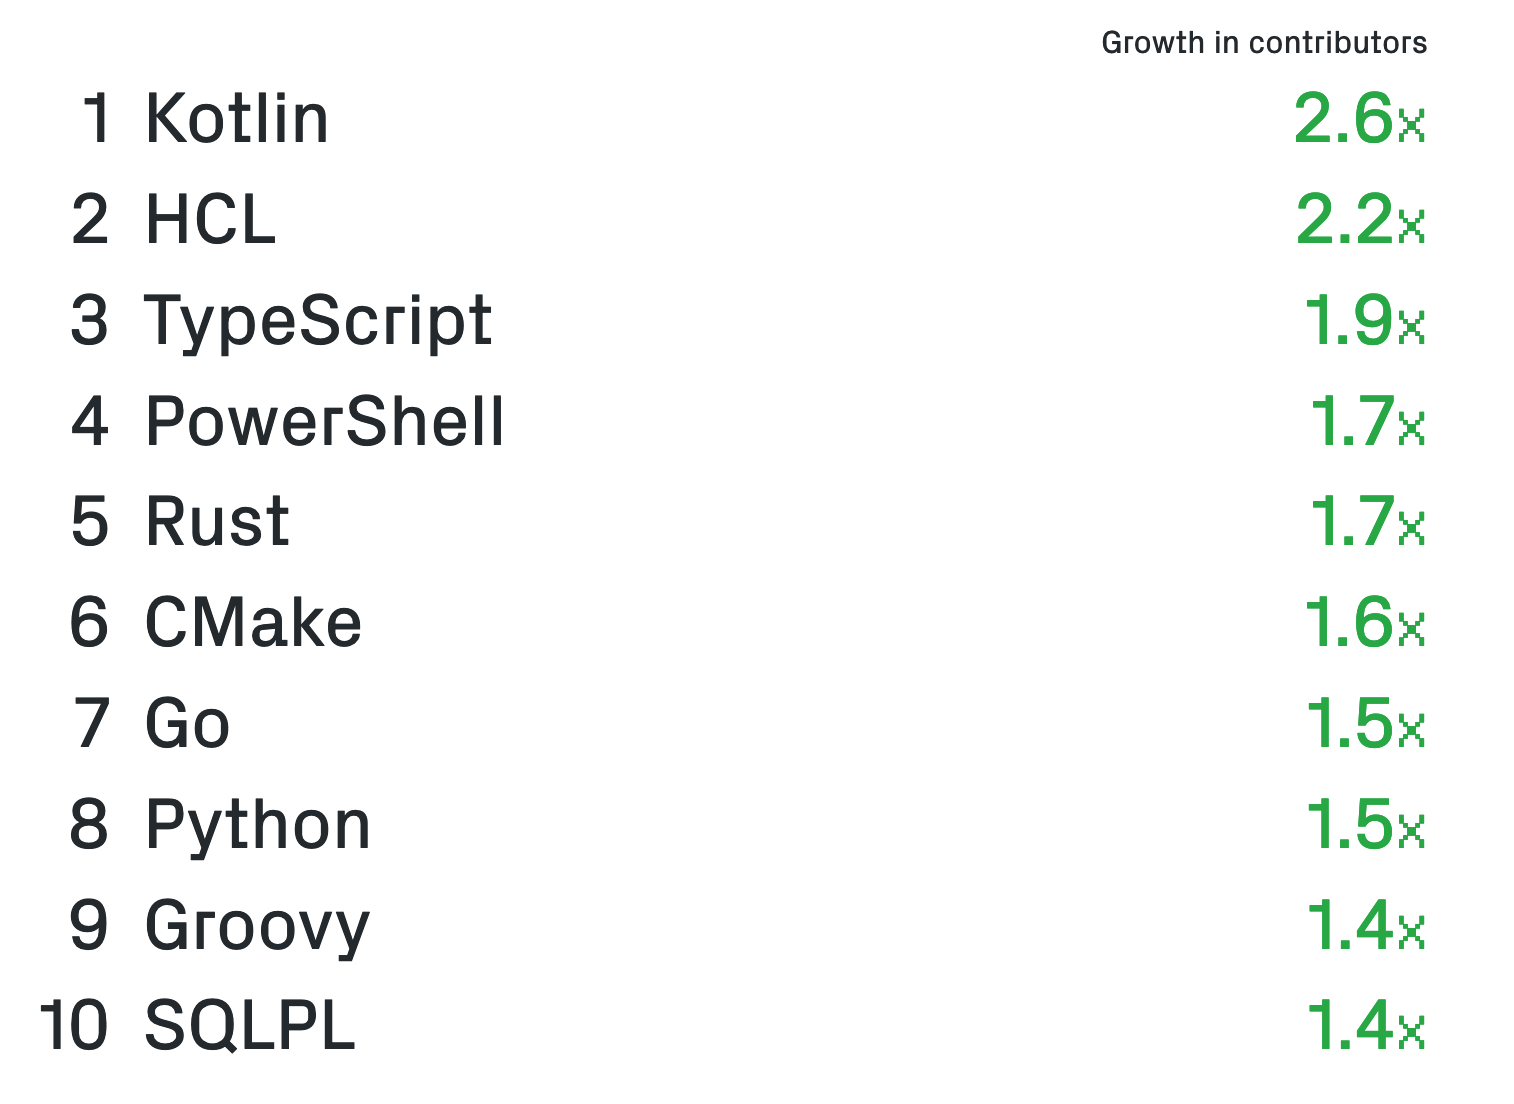 Growth in contributors
1 Kotlin 2.6x
2 HCL 2.2x
3 TypeScript 1.9x
4 PowerShell 1.7x
5 Rust 1.7x
6 CMake 1.6x
7 Go 1.5x
8 Python 1.5x
9 Groovy 1.4x
10 SQLPL 1.4x